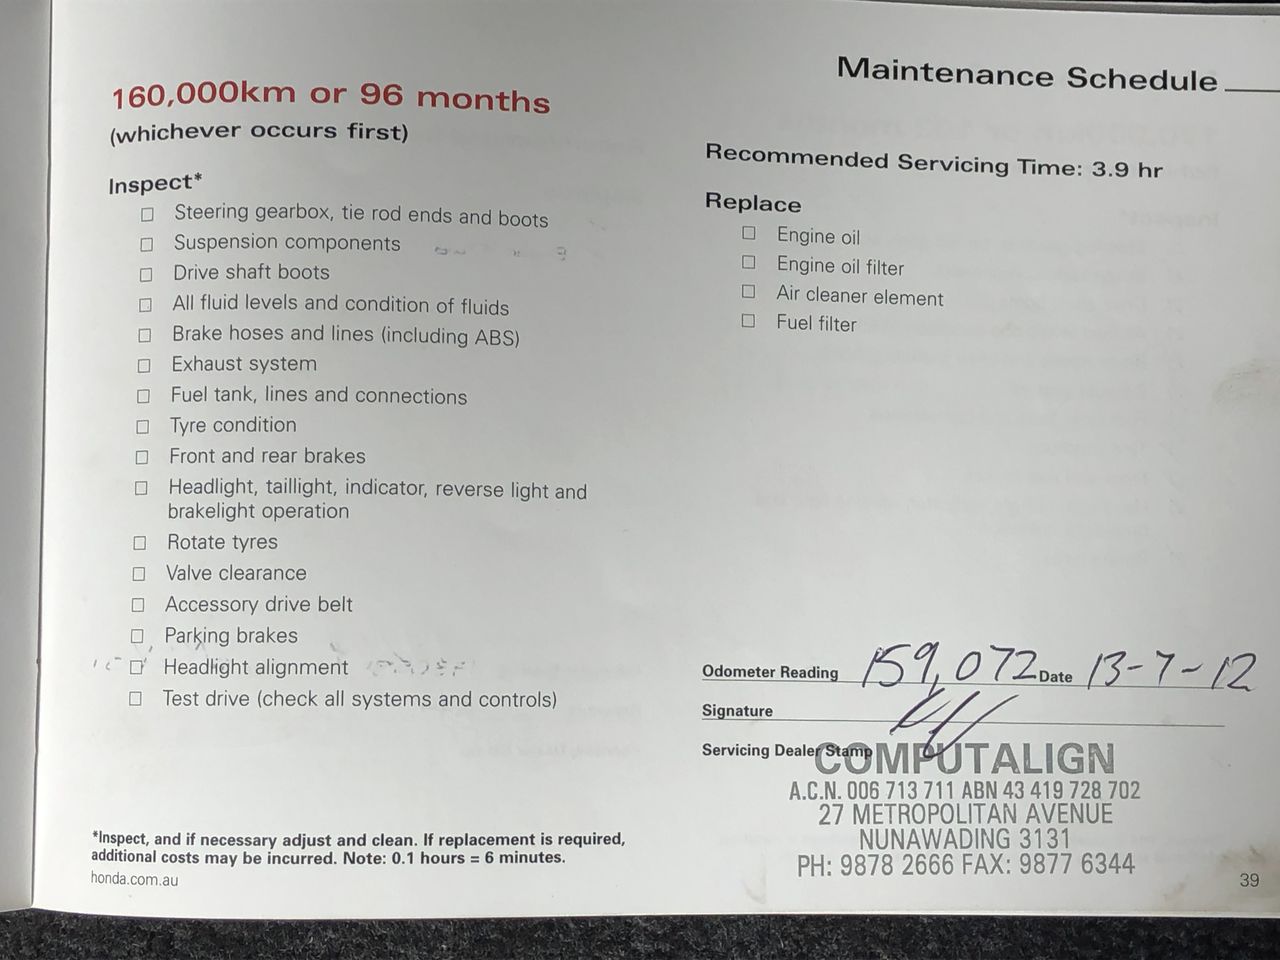 Maintenance Schedule
160,000km or 96 months
(whichever occurs first)
Inspect*
Steering gearbox, tie rod ends and boots
Suspension components
Drive shaft boots
All fluid levels and condition of fluids
Brake hoses and lines (including ABS)
Exhaust system
Fuel tank, lines and connections
Tyre condition
Front and rear brakes
Headlight, taillight, indicator, reverse light and
brakelight operation
Rotate tyres
Valve clearance
Accessory drive belt
Parking brakes
Headlight alignment
Test drive (check all systems and controls)
*Inspect, and if necessary adjust and clean. If replacement is required,
additional costs may be incurred. Note: 0.1 hours = 6 minutes.
honda.com.au
Recommended Servicing Time: 3.9 hr
Replace
Engine oil
Engine oil filter
Air cleaner element
Fuel filter
Odometer Reading 159,072 Date 13-7-12
Signature
Servicing Dealer Stamp
COMPUTALIGN
A.C.N. 006 713 711 ABN 43 419 728 702
27 METROPOLITAN AVENUE
NUNAWADING 3131
PH: 9878 2666 FAX: 9877 6344
39